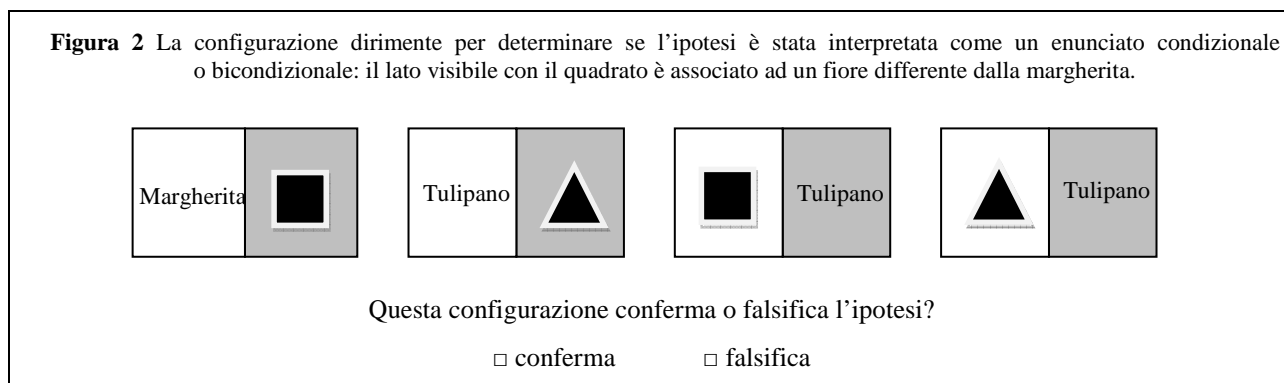 Figura 2 La configurazione dirimente per determinare se l'ipotesi è stata interpretata come un enunciato condizionale
o bicondizionale: il lato visibile con il quadrato è associato ad un fiore differente dalla margherita.
Margherita Tulipano Tulipano Tulipano
Questa configurazione conferma o falsifica l'ipotesi?
□ conferma □ falsifica